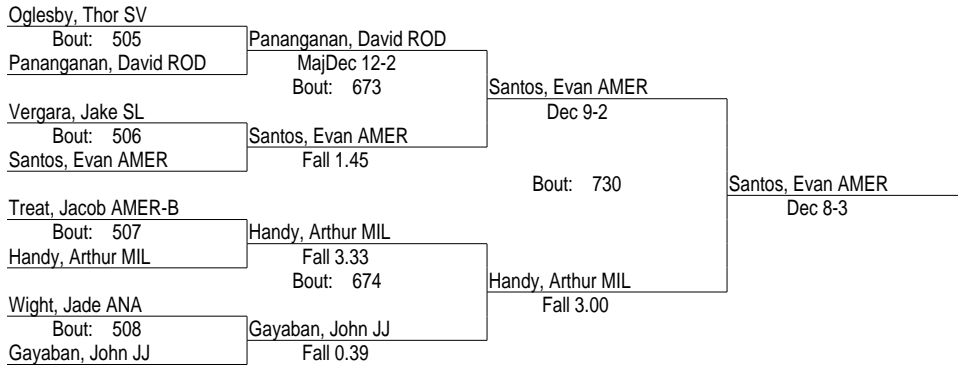 Oglesby, Thor SV
Bout: 505
Pananganan, David ROD
Pananganan, David ROD
MajDec 12-2
Bout: 673
Santos, Evan AMER
Dec 9-2
Vergara, Jake SL
Bout: 506
Santos, Evan AMER
Santos, Evan AMER
Fall 1.45
Bout: 730
Santos, Evan AMER
Dec 8-3
Treat, Jacob AMER-B
Bout: 507
Handy, Arthur MIL
Handy, Arthur MIL
Fall 3.33
Bout: 674
Handy, Arthur MIL
Fall 3.00
Wight, Jade ANA
Bout: 508
Gayaban, John JJ
Gayaban, John JJ
Fall 0.39